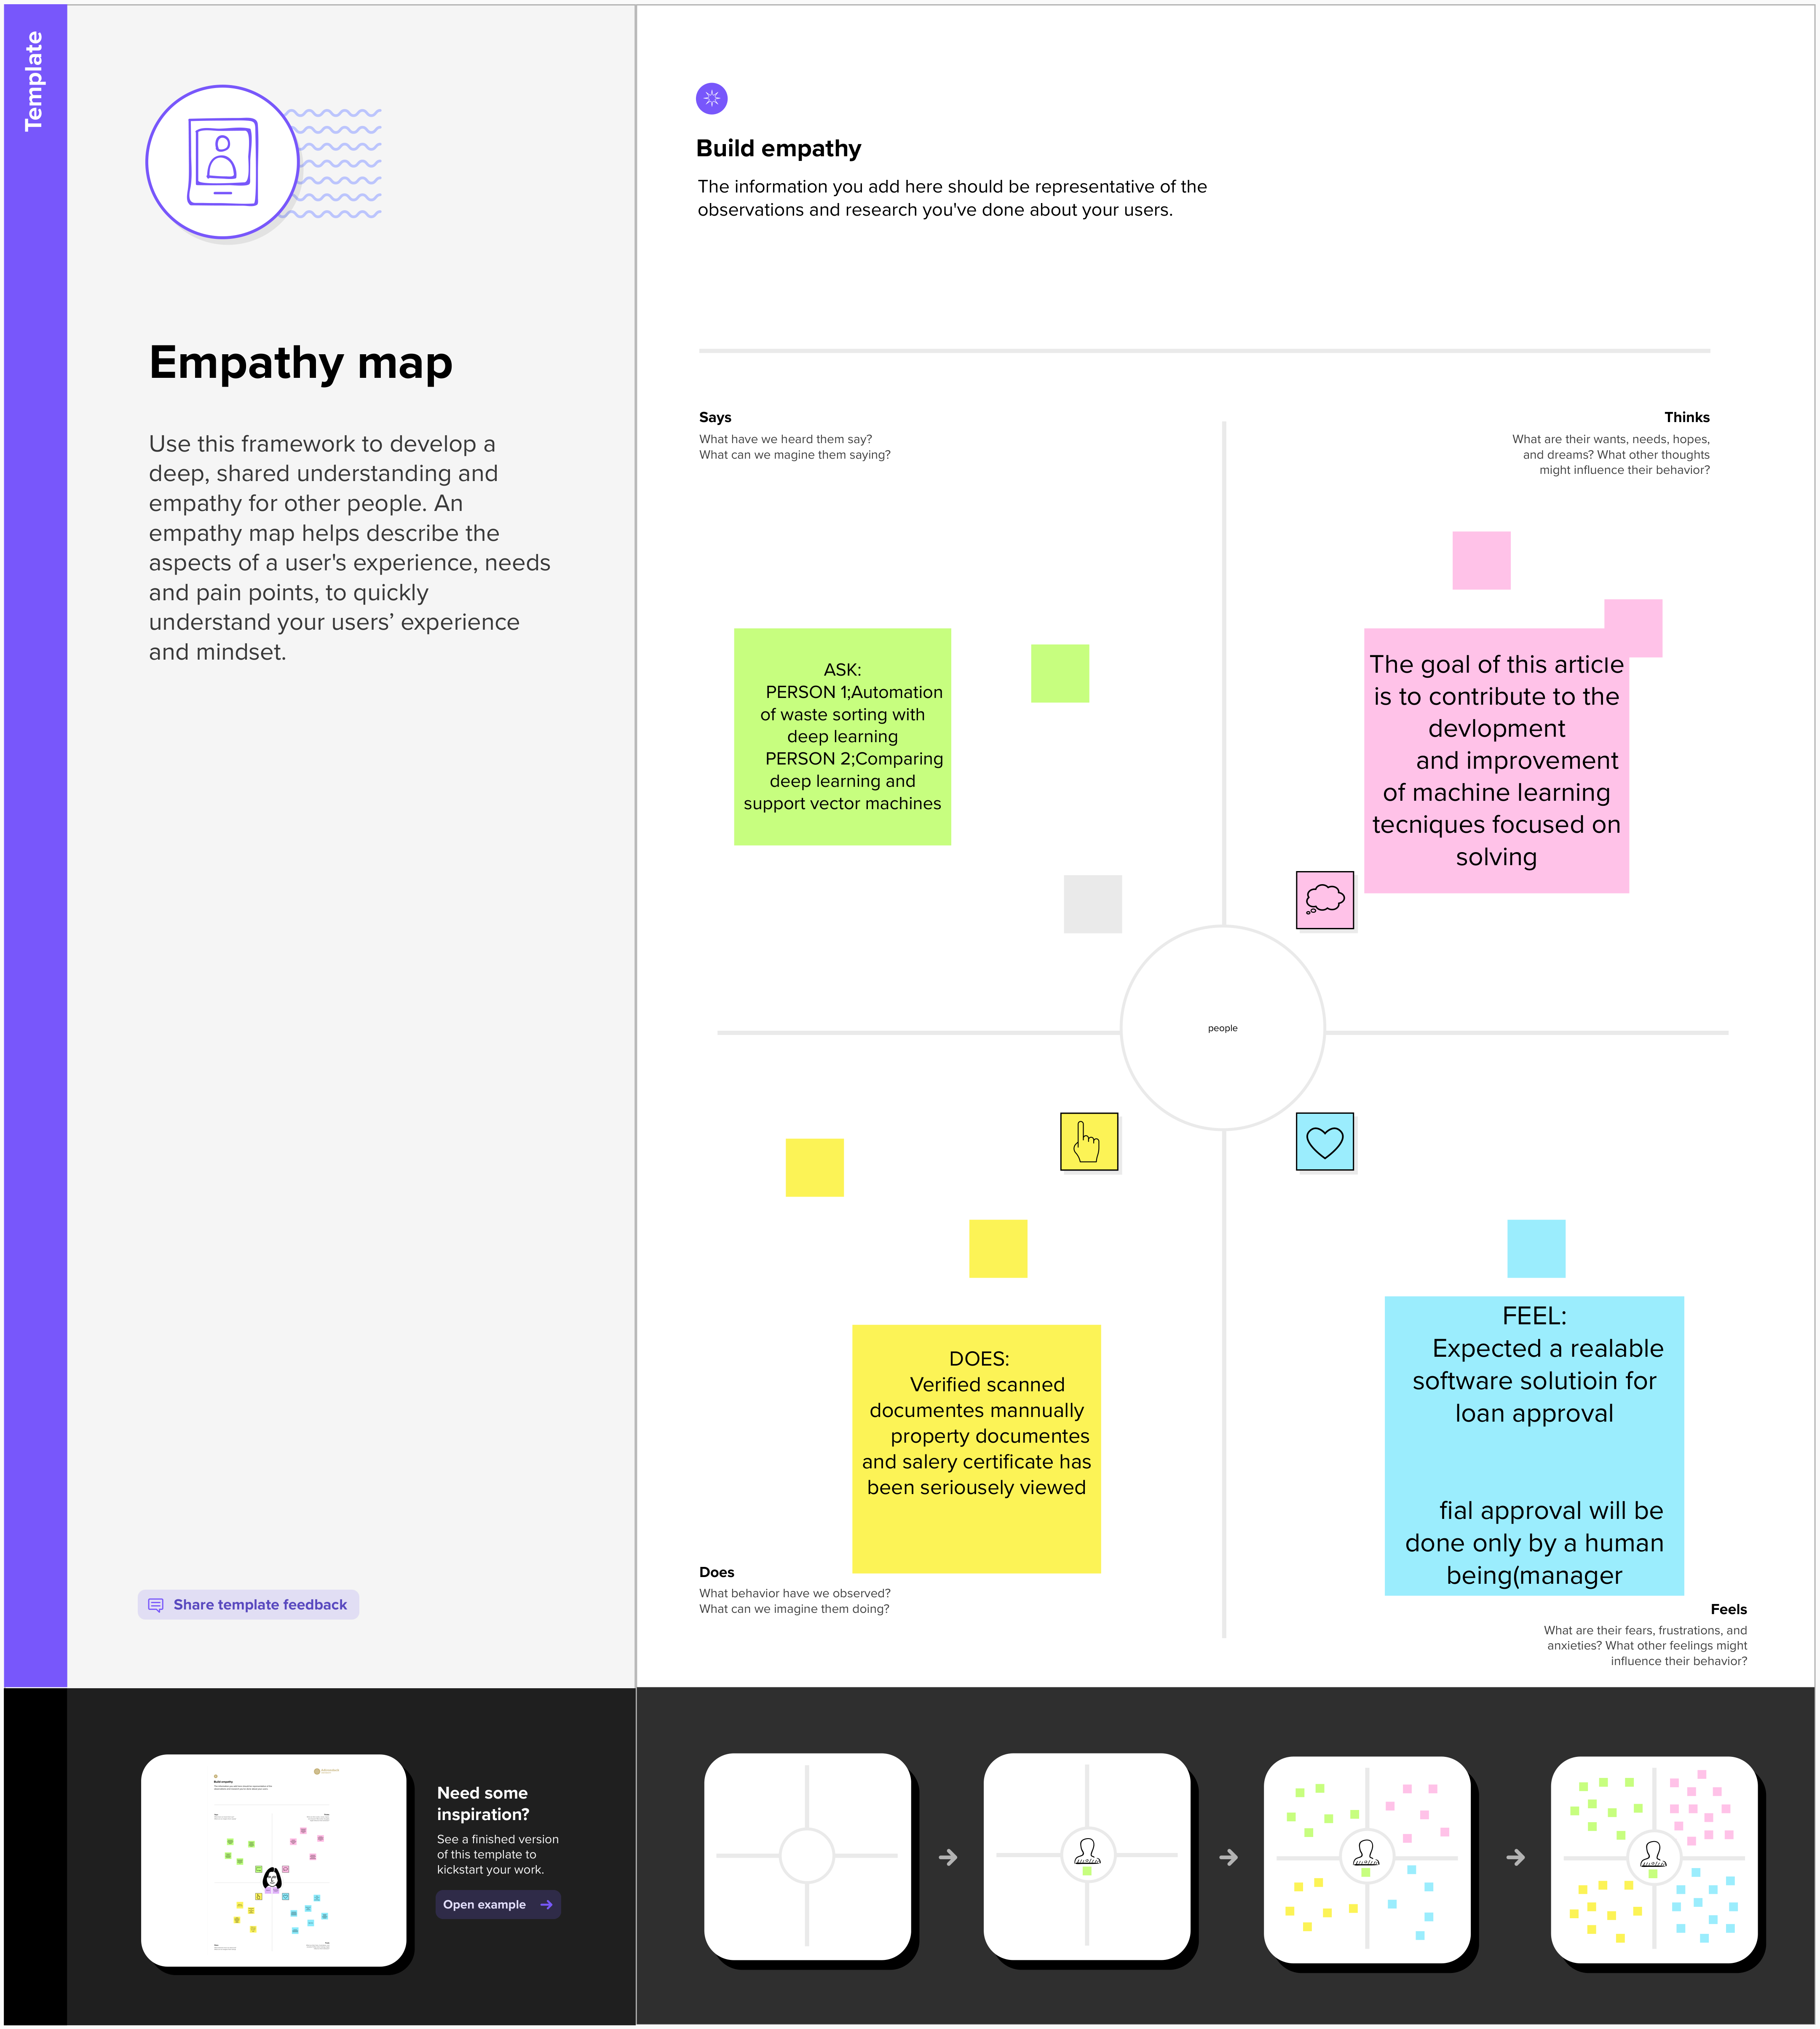 Template
Empathy map
Use this framework to develop a
deep, shared understanding and
empathy for other people. An
empathy map helps describe the
aspects of a user's experience, needs
and pain points, to quickly
understand your users’ experience
and mindset.
Share template feedback
Build empathy
The information you add here should be representative of the
observations and research you've done about your users.
Says
What have we heard them say?
What can we magine them saying?
Thinks
What are their wants, needs, hopes,
and dreams? What other thoughts
might influence their behavior?
ASK:
PERSON 1;Automation
of waste sorting with
deep learning
PERSON 2;Comparing
deep learning and
support vector machines
The goal of this article
is to contribute to the
devlopment
and improvement
of machine learning
tecniques focused on
solving
people
DOES:
Verified scanned
documentes mannually
property documentes
and salery certificate has
been seriousely viewed
FEEL:
Expected a realable
software solutioin for
loan approval
fial approval will be
done only by a human
being(manager
Does
What behavior have we observed?
What can we imagine them doing?
Feels
What are their fears, frustrations, and
anxieties? What other feelings might
influence their behavior?
Build empathy
Need some
inspiration?
See a finished version
of this template to
kickstart your work.
Open example